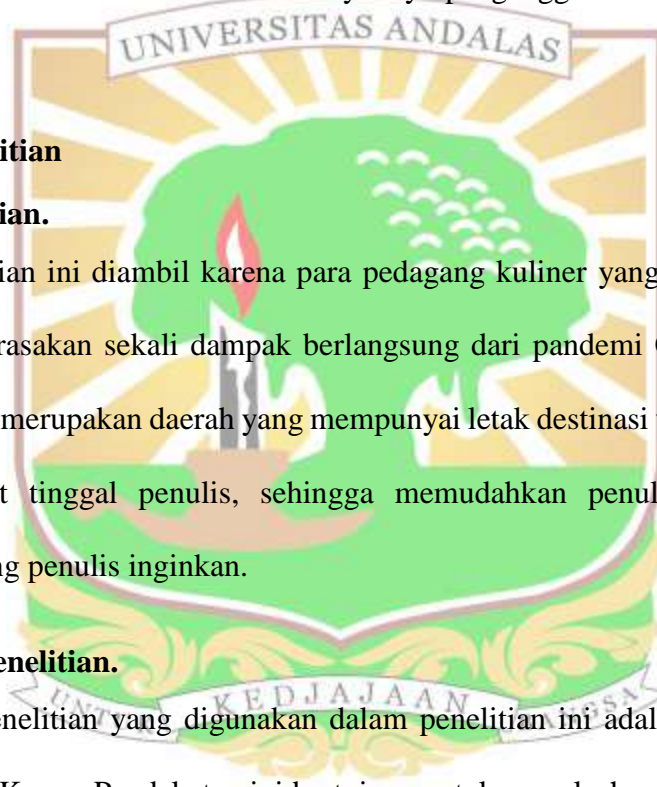 UNIVERSITAS ANDALAS
itian
ian.
ian ini diambil karena para pedagang kuliner yang
rasakan sekali dampak berlangsung dari pandemi
merupakan daerah yang mempunyai letak destinasi
t tinggal penulis, sehingga memudahkan penul
ng penulis inginkan.
enelitian.
UNTUK KEDJAJAAN BANGSA
enelitian yang digunakan dalam penelitian ini adal